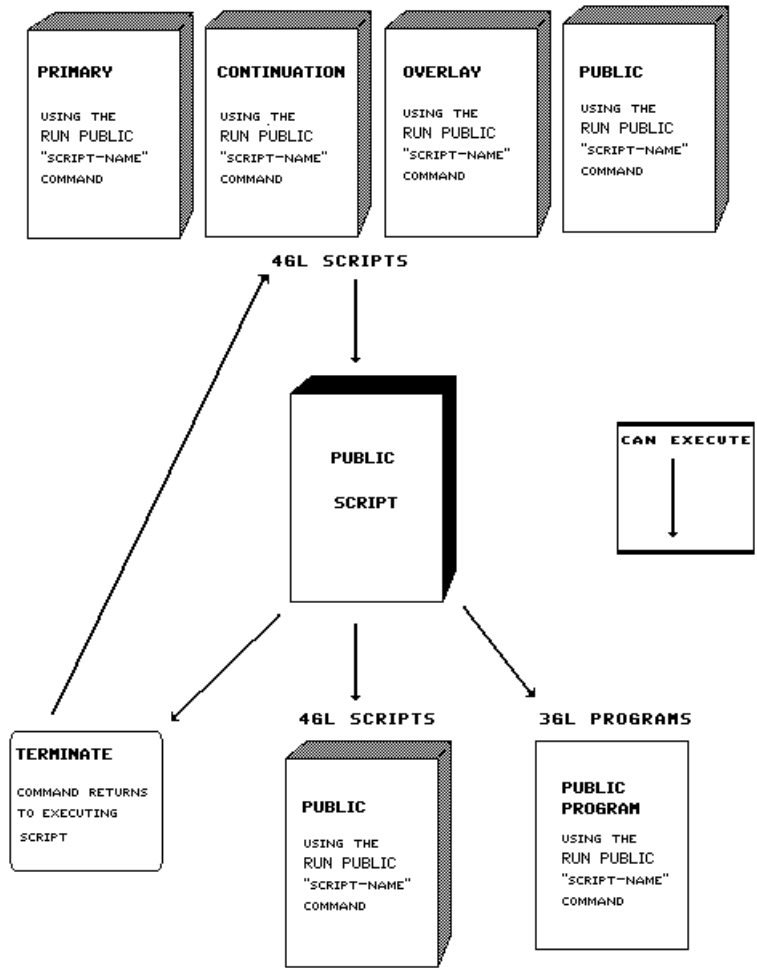 PRIMARY
USING THE
RUN PUBLIC
"SCRIPT-NAME"
COMMAND
CONTINUATION
USING THE
RUN PUBLIC
"SCRIPT-NAME"
COMMAND
OVERLAY
USING THE
RUN PUBLIC
"SCRIPT-NAME"
COMMAND
PUBLIC
USING THE
RUN PUBLIC
"SCRIPT-NAME"
COMMAND
4GL SCRIPTS
PUBLIC
SCRIPT
CAN EXECUTE
TERMINATE
COMMAND RETURNS
TO EXECUTING
SCRIPT
4GL SCRIPTS
PUBLIC
USING THE
RUN PUBLIC
"SCRIPT-NAME"
COMMAND
3GL PROGRAMS
PUBLIC
PROGRAM
USING THE
RUN PUBLIC
"SCRIPT-NAME"
COMMAND